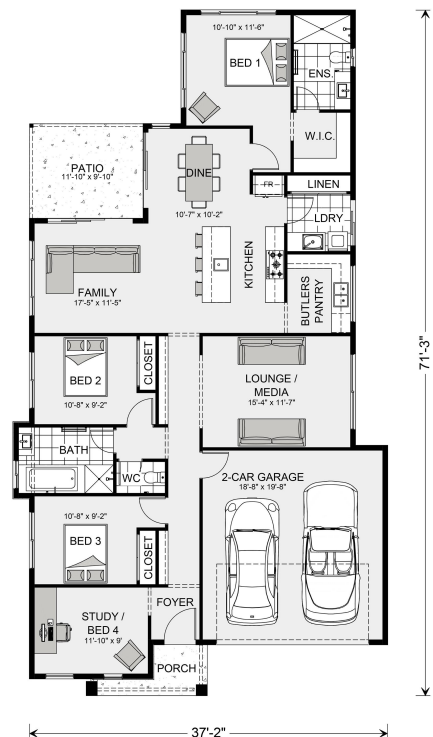 10'-10" x 11'-6"
BED 1
ENS.
W.I.C.
PATIO
11'-10" x 9'-10"
DINE
10'-7" x 10'-2"
FR
LINEN
LDRY
KITCHEN
BUTLERS
PANTRY
FAMILY
17'-5" x 11'-5"
BED 2
10'-8" x 9'-2"
CLOSET
LOUNGE /
MEDIA
15'-4" x 11'-7"
BATH
WC
2-CAR GARAGE
18'-8" x 19'-8"
10'-8" x 9'-2"
BED 3
CLOSET
STUDY /
BED 4
11'-10" x 9'
FOYER
PORCH
71'-3"
37'-2"